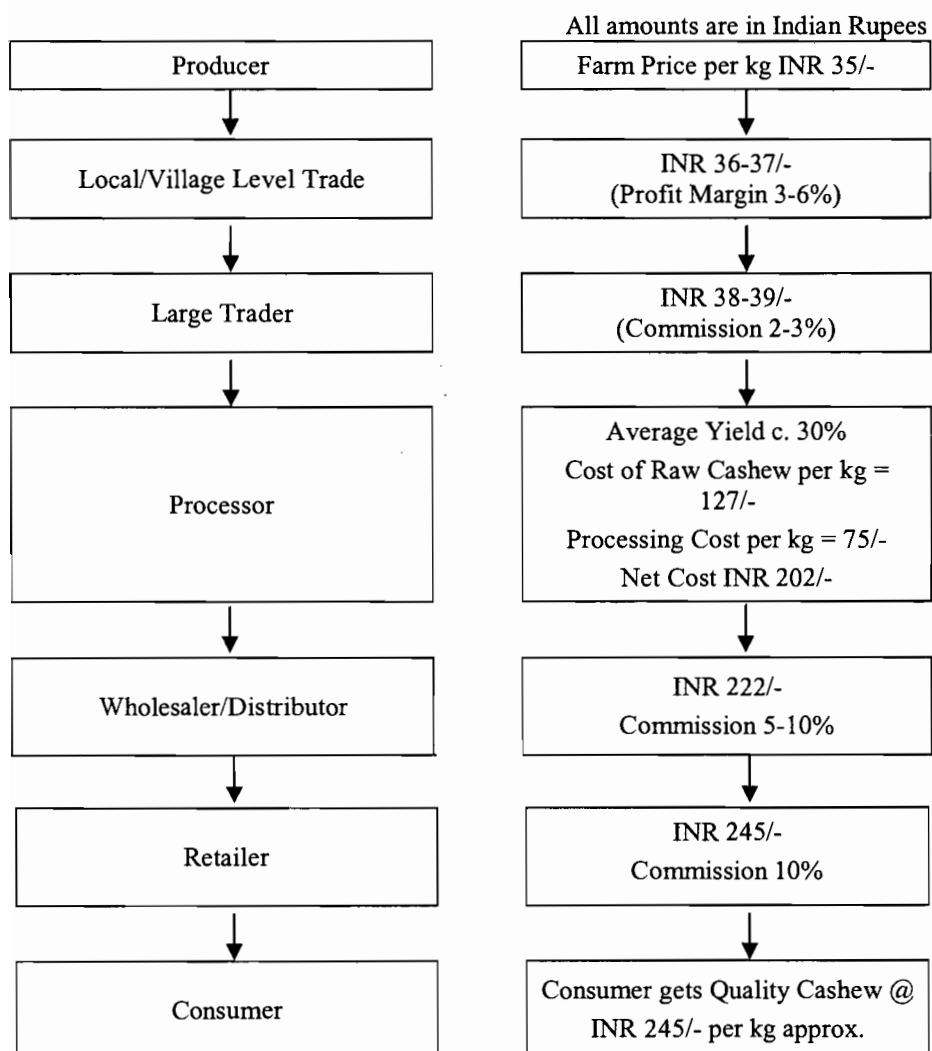 All amounts are in Indian Rupees
Producer
Farm Price per kg INR 35/-
Local/Village Level Trade
INR 36-37/-
(Profit Margin 3-6%)
Large Trader
INR 38-39/-
(Commission 2-3%)
Processor
Average Yield c. 30%
Cost of Raw Cashew per kg =
127/-
Processing Cost per kg = 75/-
Net Cost INR 202/-
Wholesaler/Distributor
INR 222/-
Commission 5-10%
Retailer
INR 245/-
Commission 10%
Consumer
Consumer gets Quality Cashew @
INR 245/- per kg approx.